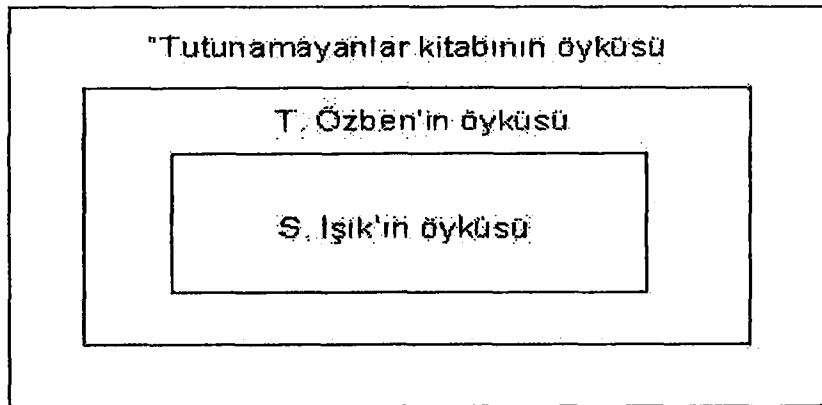 "Tutunamayanlar kitabının öyküsü
T. Özben'in öyküsü
S. Işık'ın öyküsü